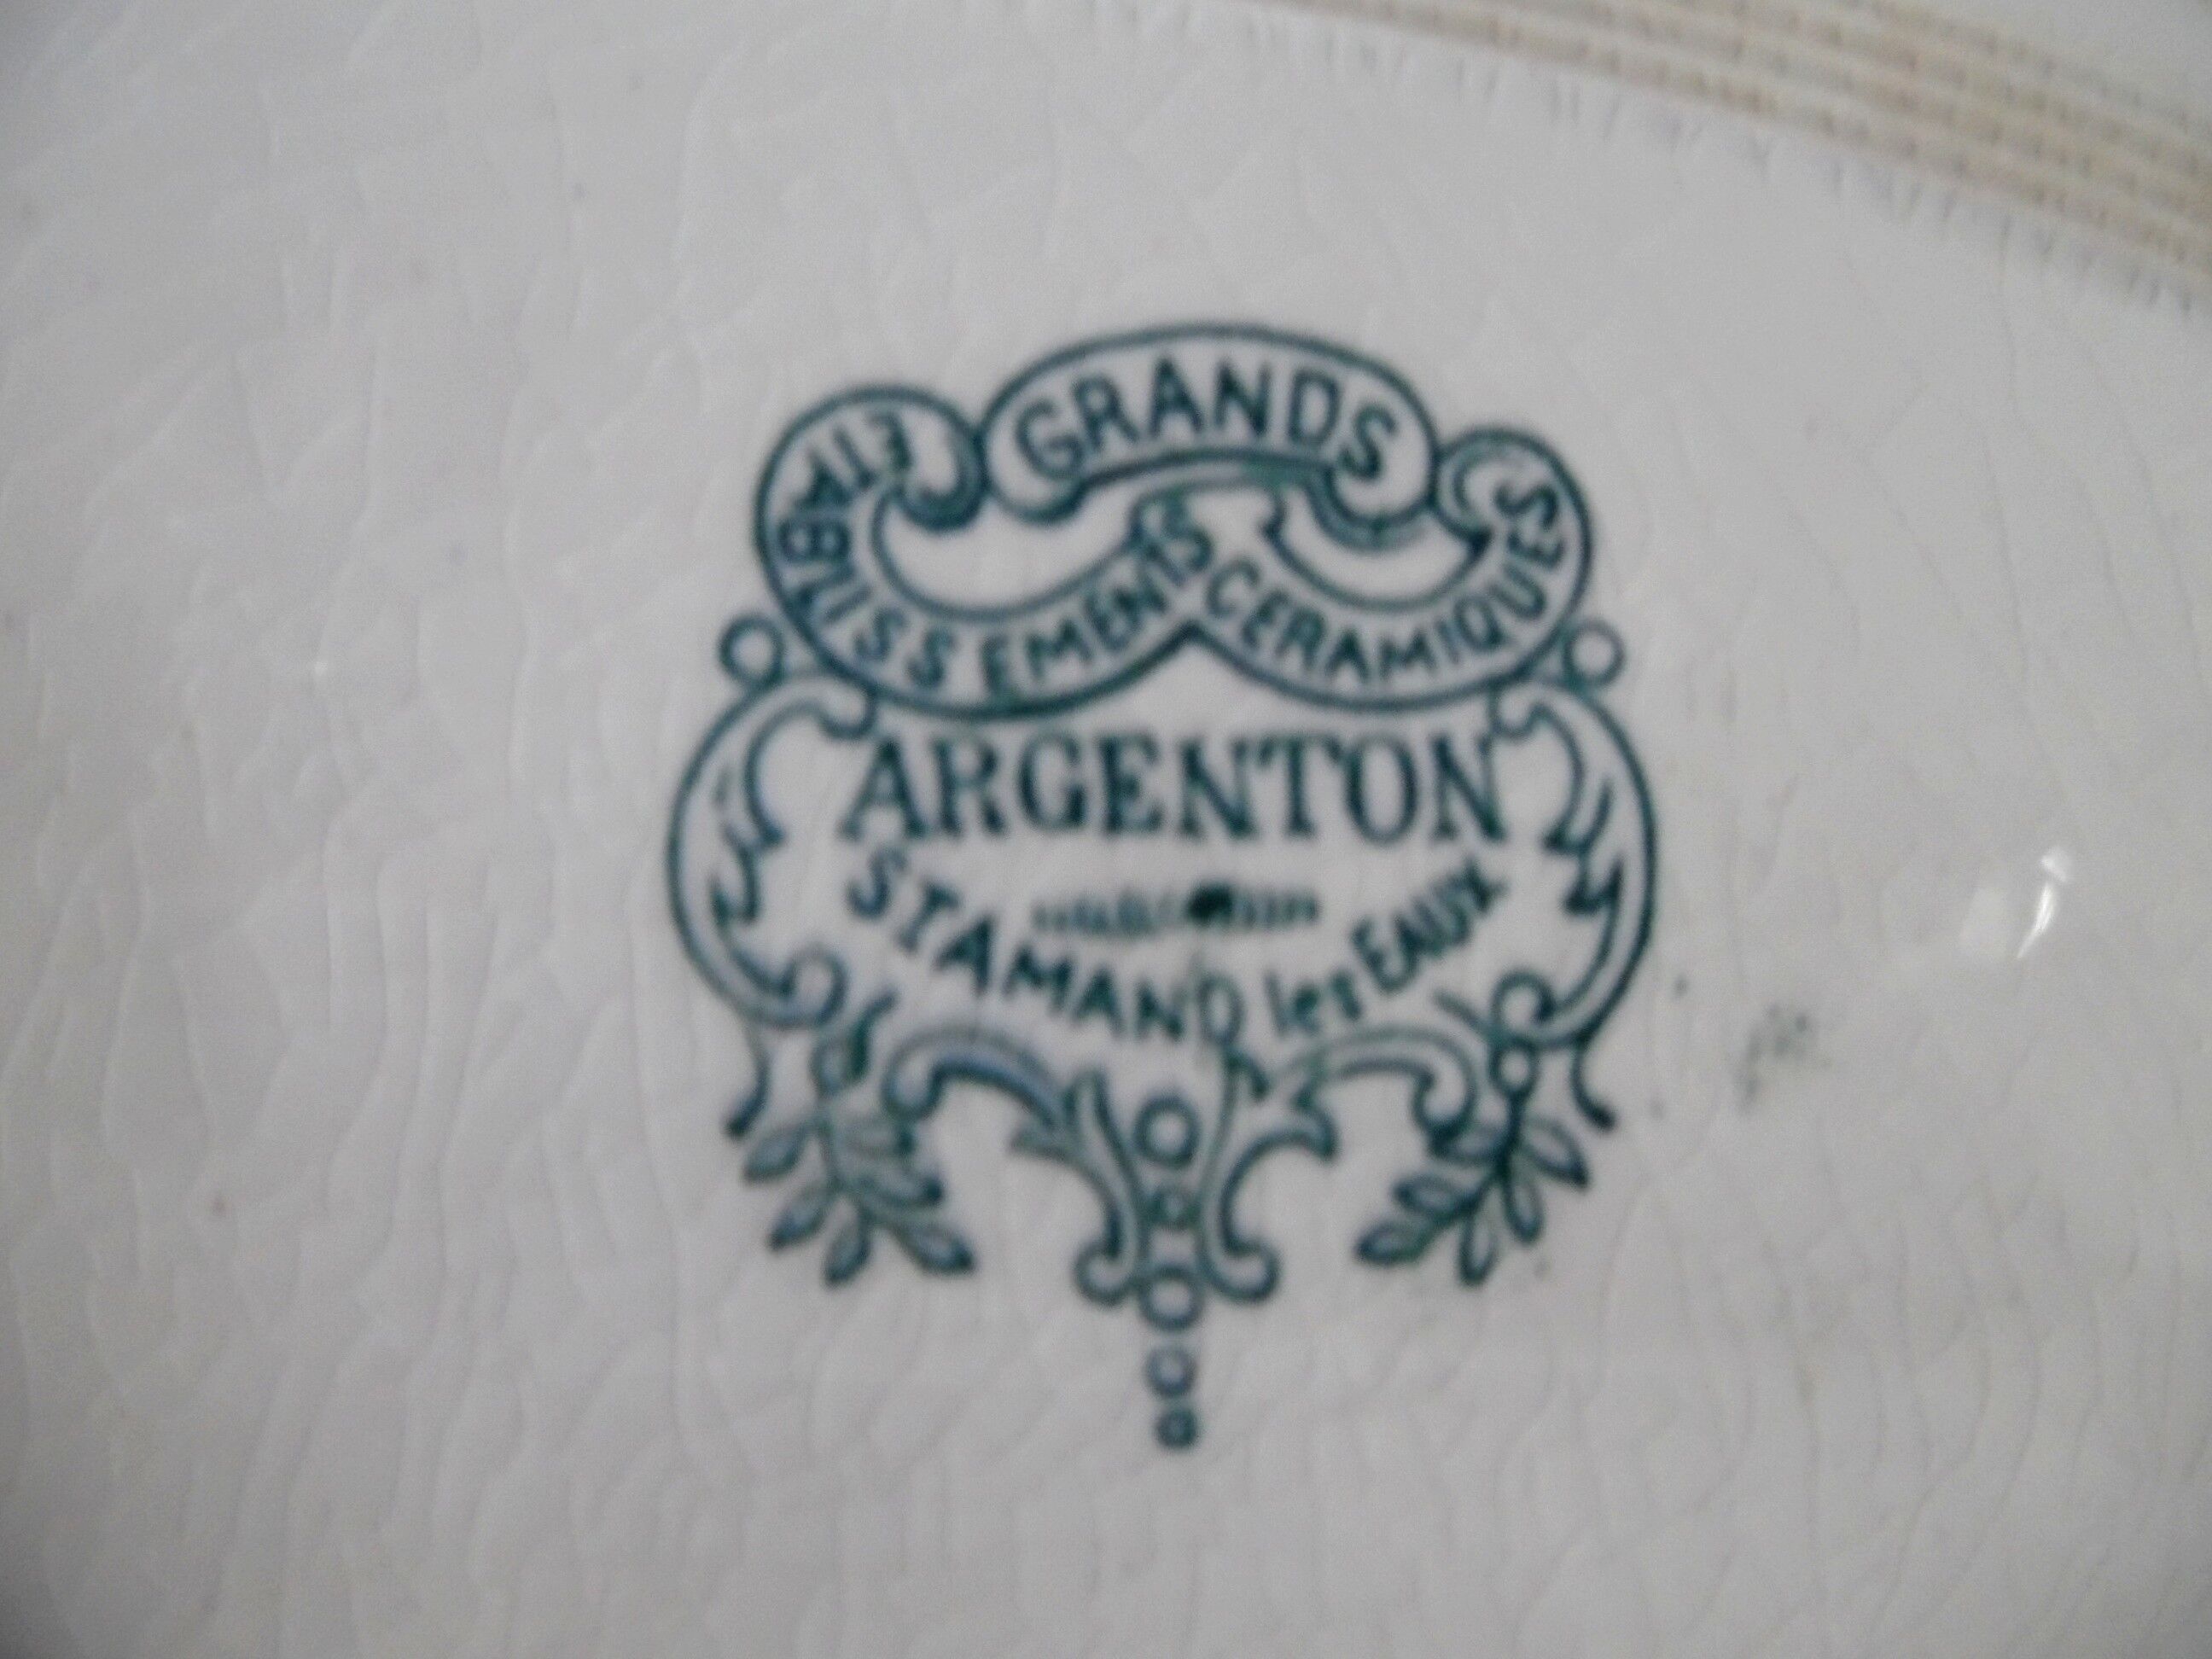 GRANDS
ETABLISSEMENTS CERAMIQUES
ARGENTON
ST AMAND les EAUX